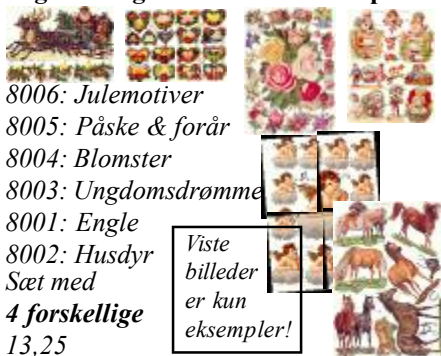 8006: Julemotiver
8005: Påske & forår
8004: Blomster
8003: Ungdomsdrømme
8001: Engle
8002: Husdyr
Sæt med
4 forskellige
13,25
Viste
billeder
er kun
eksempler!